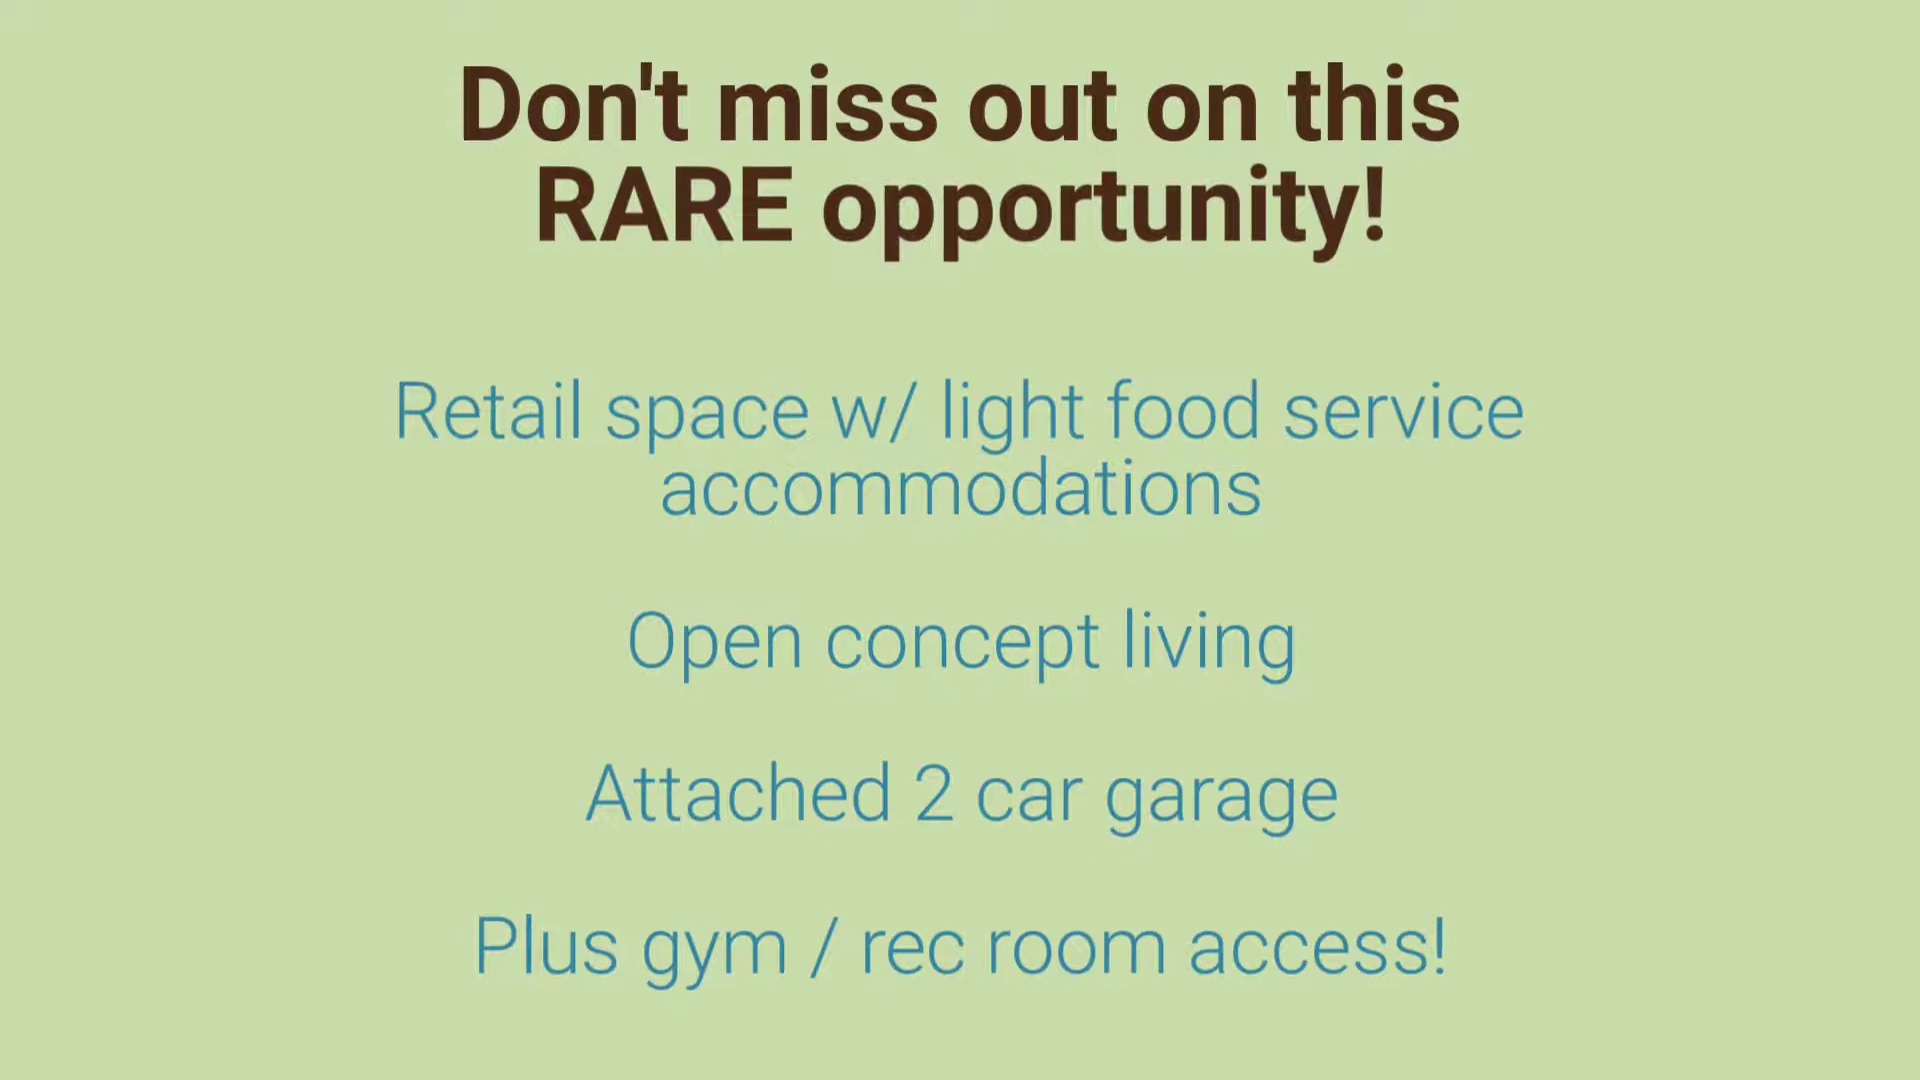 Don't miss out on this
RARE opportunity!
Retail space w/ light food service
accommodations
Open concept living
Attached 2 car garage
Plus gym / rec room access!